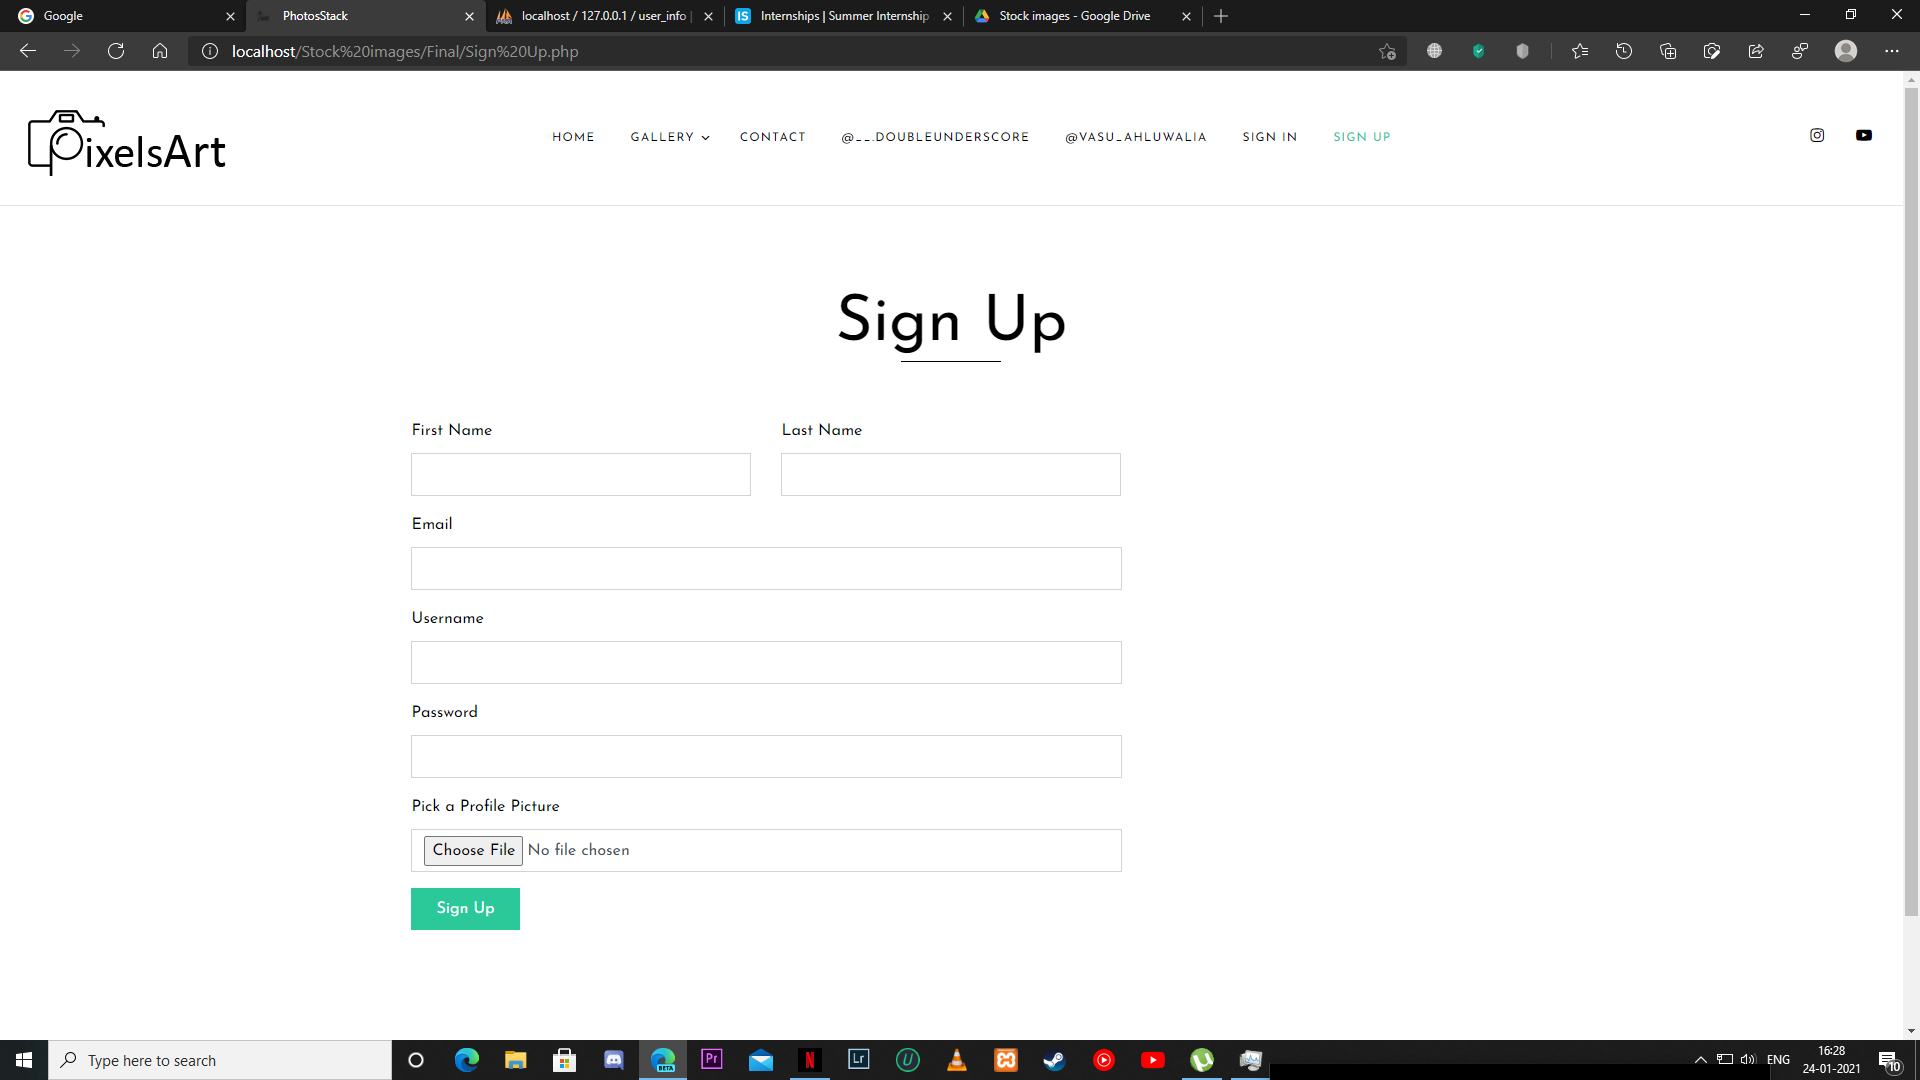 Google
PhotosStack
localhost / 127.0.0.1 / user_info |
Internships | Summer Internship
Stock images - Google Drive
localhost/Stock%20images/Final/Sign%20Up.php
PixelsArt
HOME
GALLERY
CONTACT
@__.DOUBLEUNDERSCORE
@VASU_AHLUWALIA
SIGN IN
SIGN UP
Sign Up
First Name
Last Name
Email
Username
Password
Pick a Profile Picture
Choose File No file chosen
Sign Up
Type here to search
ENG
16:28
24-01-2021
10